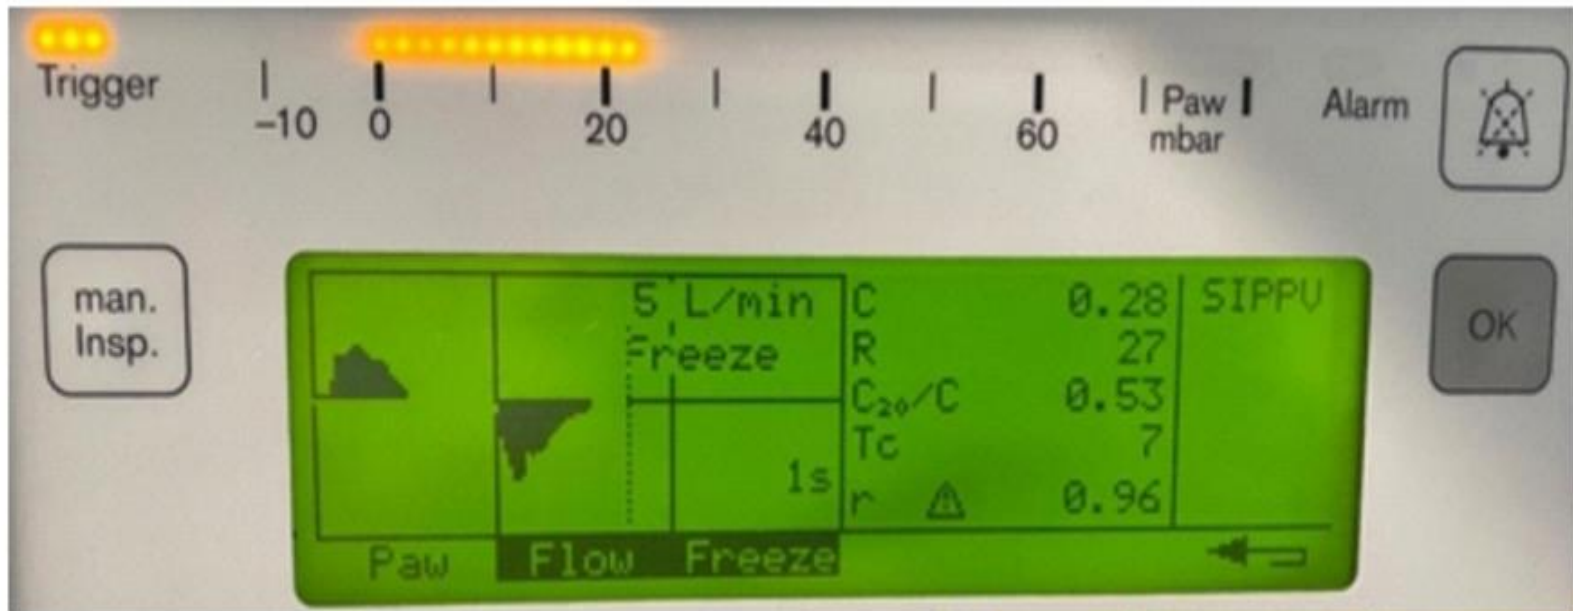 Trigger
-10 0 20 40 60 Paw mbar Alarm
man.
Insp.
OK
5 L/min
Freeze
1s
C 0.28
R 27
C₂₀/C 0.53
Tc 7
r 0.96
SIPPV
Paw Flow Freeze